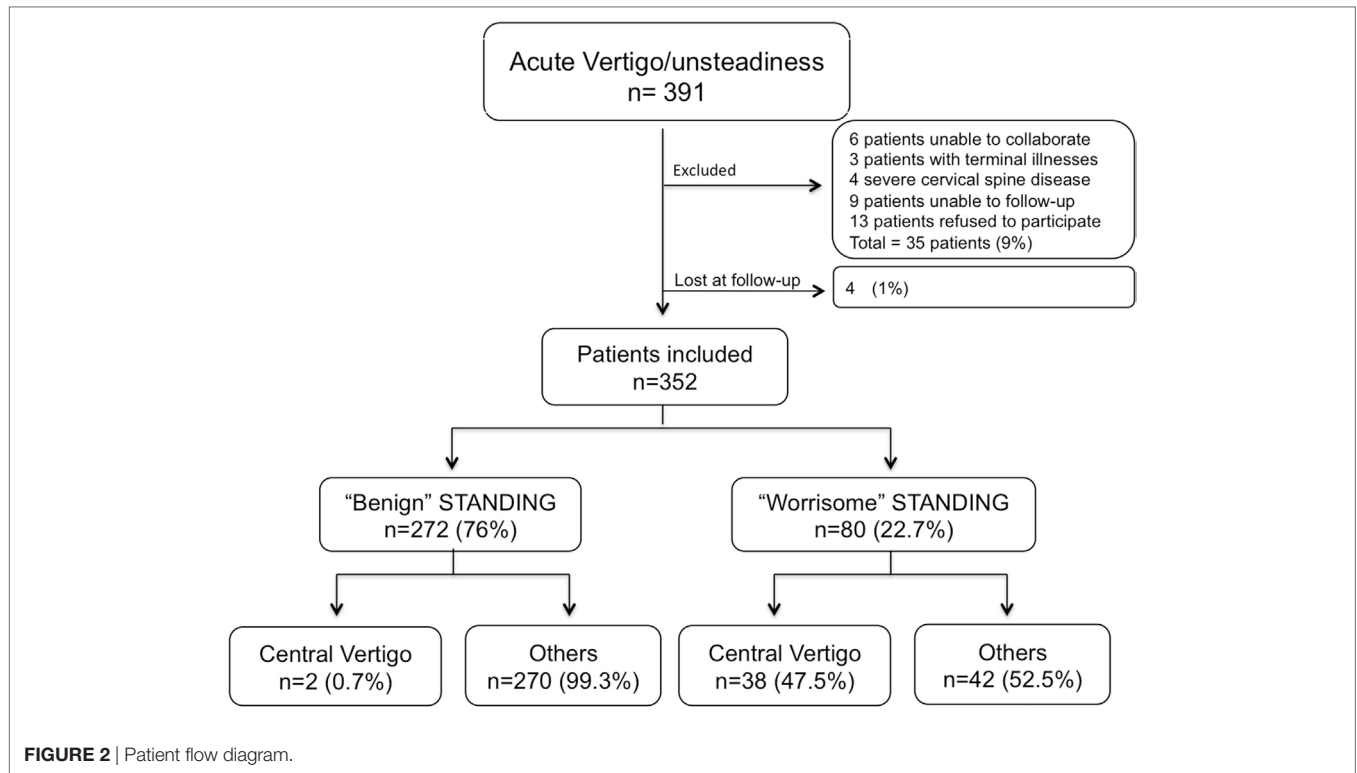 Acute Vertigo/unsteadiness
n= 391
6 patients unable to collaborate
3 patients with terminal illnesses
4 severe cervical spine disease
9 patients unable to follow-up
13 patients refused to participate
Total = 35 patients (9%)
Excluded
Lost at follow-up
4 (1%)
Patients included
n=352
“Benign” STANDING
n=272 (76%)
“Worrisome” STANDING
n=80 (22.7%)
Central Vertigo
n=2 (0.7%)
Others
n=270 (99.3%)
Central Vertigo
n=38 (47.5%)
Others
n=42 (52.5%)
FIGURE 2 | Patient flow diagram.